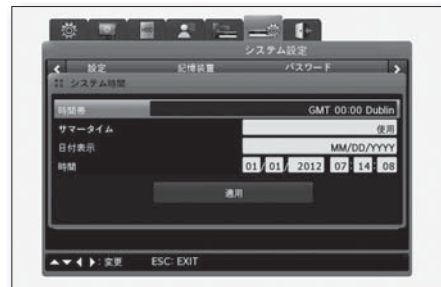 システム設定
設定 記憶装置 パスワード
システム時間
時間帯 GMT 00:00 Dublin
サマータイム 使用
日付表示 MM/DD/YYYY
時間 01/ 01/ 2012 07: 14: 08
適用
: 変更 ESC: EXIT